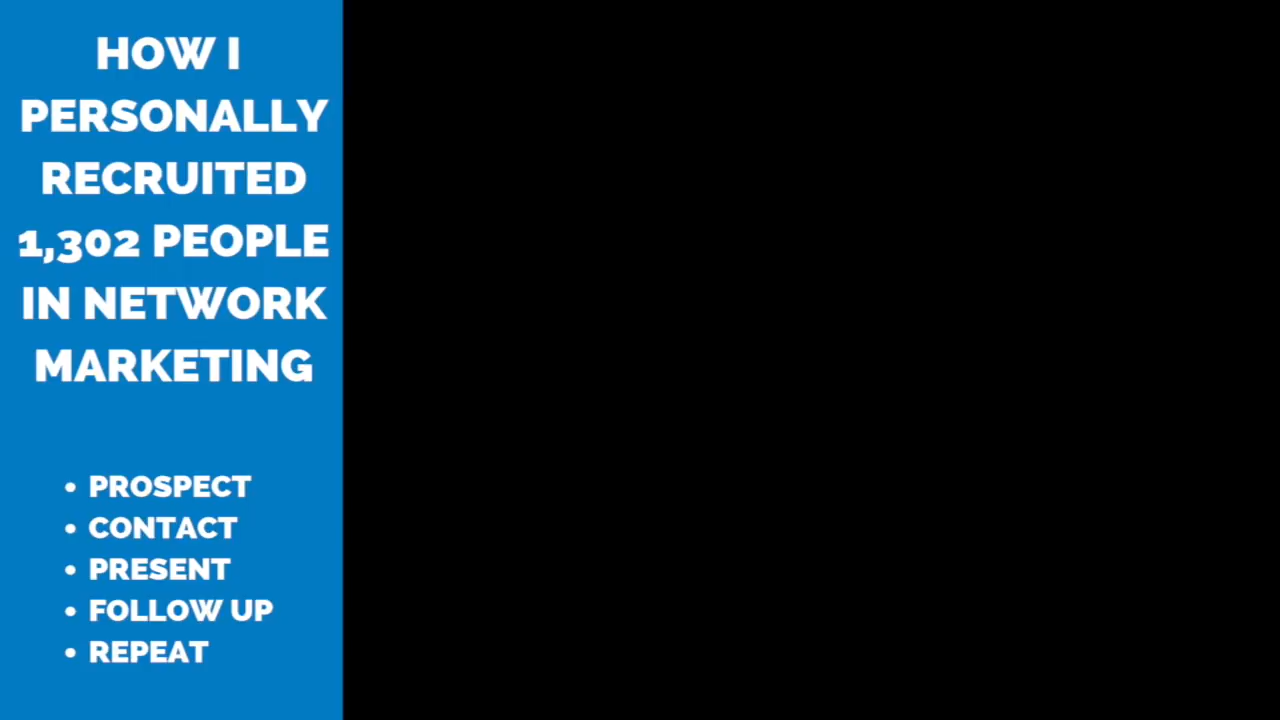 HOW I
PERSONALLY
RECRUITED
1,302 PEOPLE
IN NETWORK
MARKETING
• PROSPECT
• CONTACT
• PRESENT
• FOLLOW UP
• REPEAT